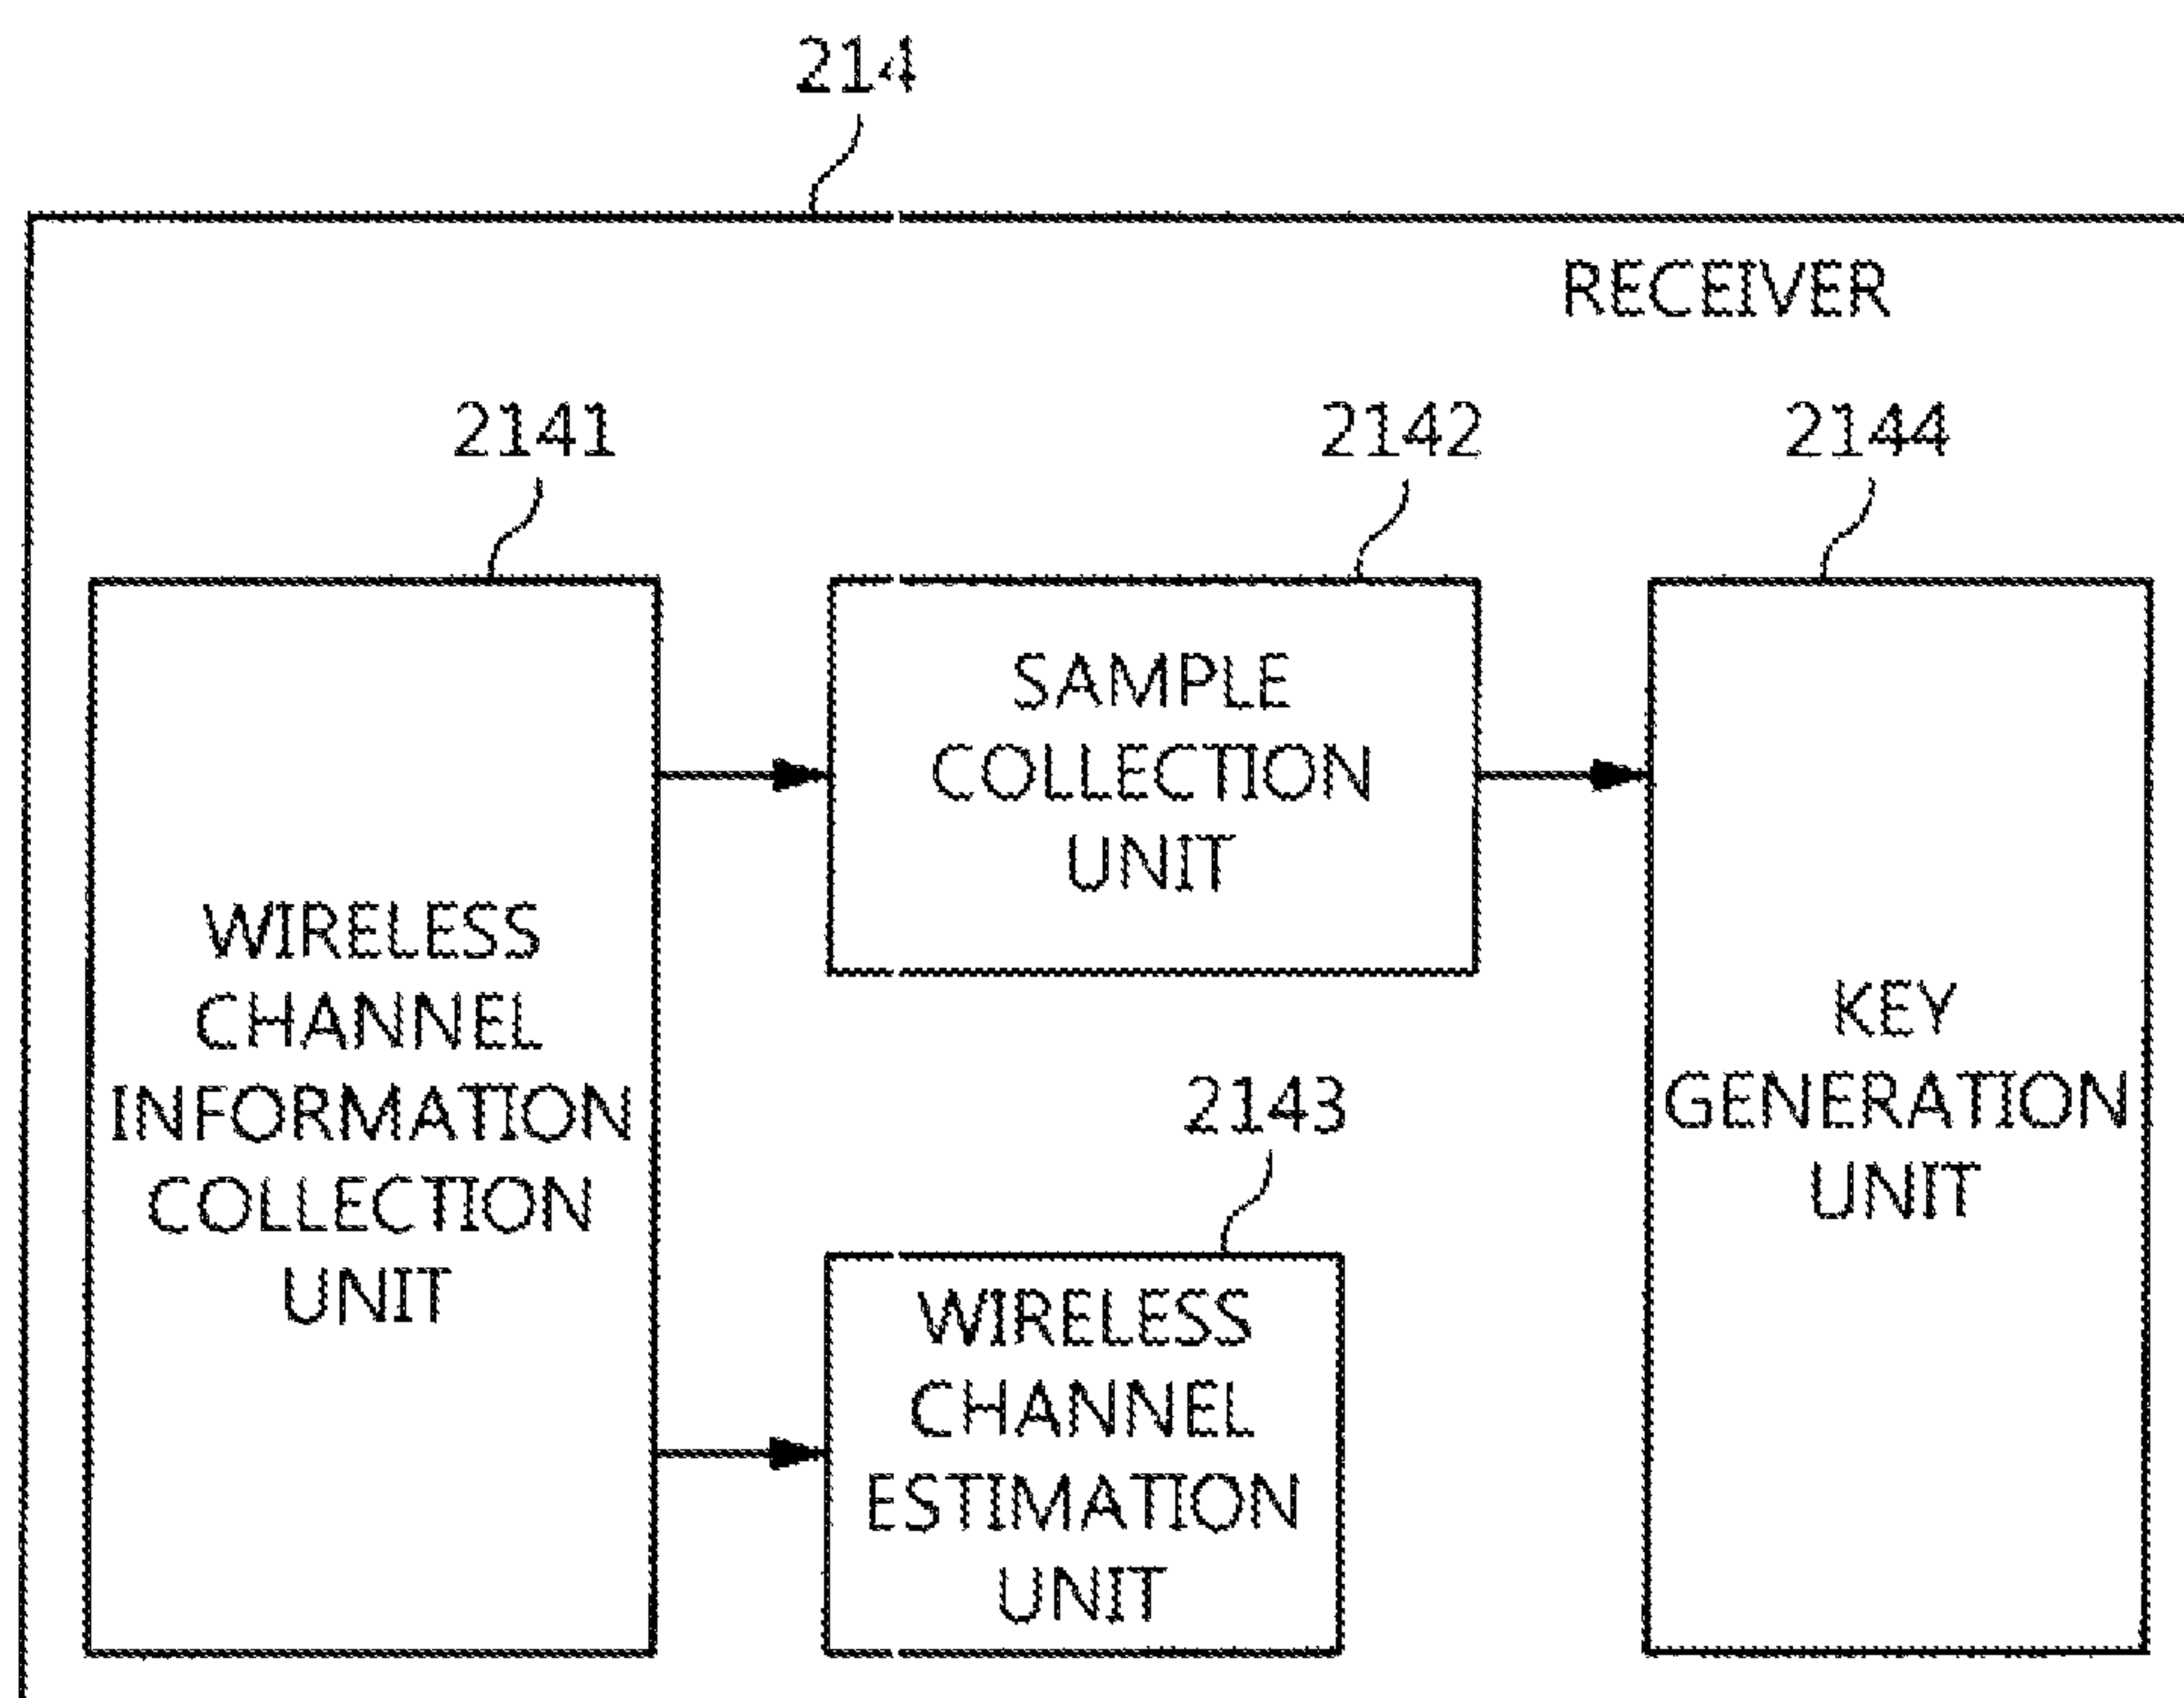 214
RECEIVER
2141
2142
2144
WIRELESS
CHANNEL
INFORMATION
COLLECTION
UNIT
SAMPLE
COLLECTION
UNIT
2143
WIRELESS
CHANNEL
ESTIMATION
UNIT
KEY
GENERATION
UNIT